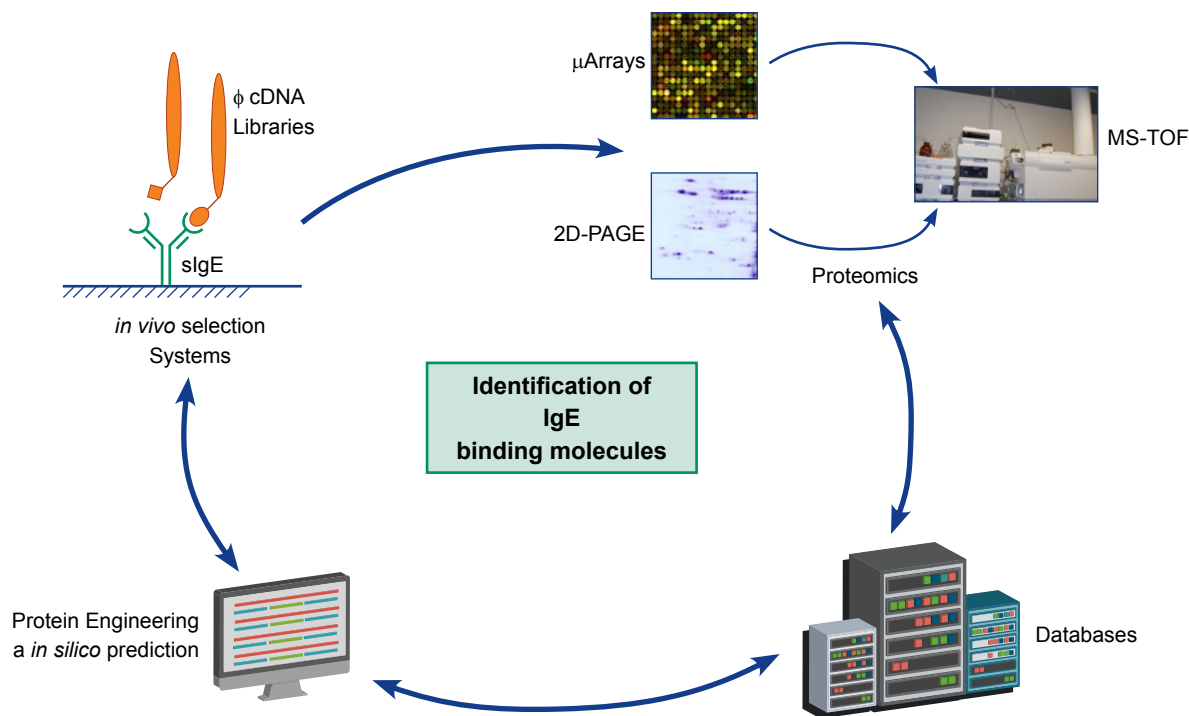 ϕ cDNA
Libraries
sIgE
in vivo selection
Systems
μArrays
2D-PAGE
MS-TOF
Proteomics
Identification of
IgE
binding molecules
Protein Engineering
a in silico prediction
Databases